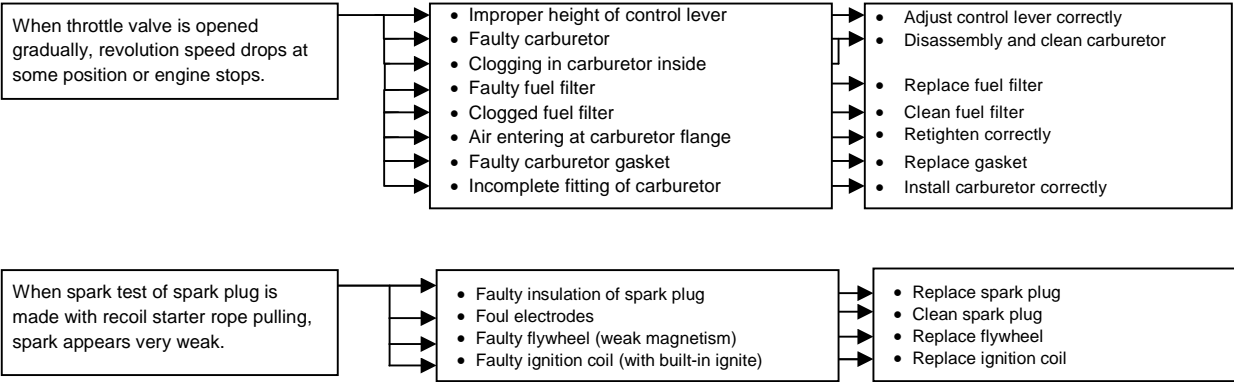 When throttle valve is opened
gradually, revolution speed drops at
some position or engine stops.
• Improper height of control lever
• Faulty carburetor
• Clogging in carburetor inside
• Faulty fuel filter
• Clogged fuel filter
• Air entering at carburetor flange
• Faulty carburetor gasket
• Incomplete fitting of carburetor
• Adjust control lever correctly
• Disassembly and clean carburetor
• Replace fuel filter
• Clean fuel filter
• Retighten correctly
• Replace gasket
• Install carburetor correctly
When spark test of spark plug is
made with recoil starter rope pulling,
spark appears very weak.
• Faulty insulation of spark plug
• Foul electrodes
• Faulty flywheel (weak magnetism)
• Faulty ignition coil (with built-in ignite)
• Replace spark plug
• Clean spark plug
• Replace flywheel
• Replace ignition coil